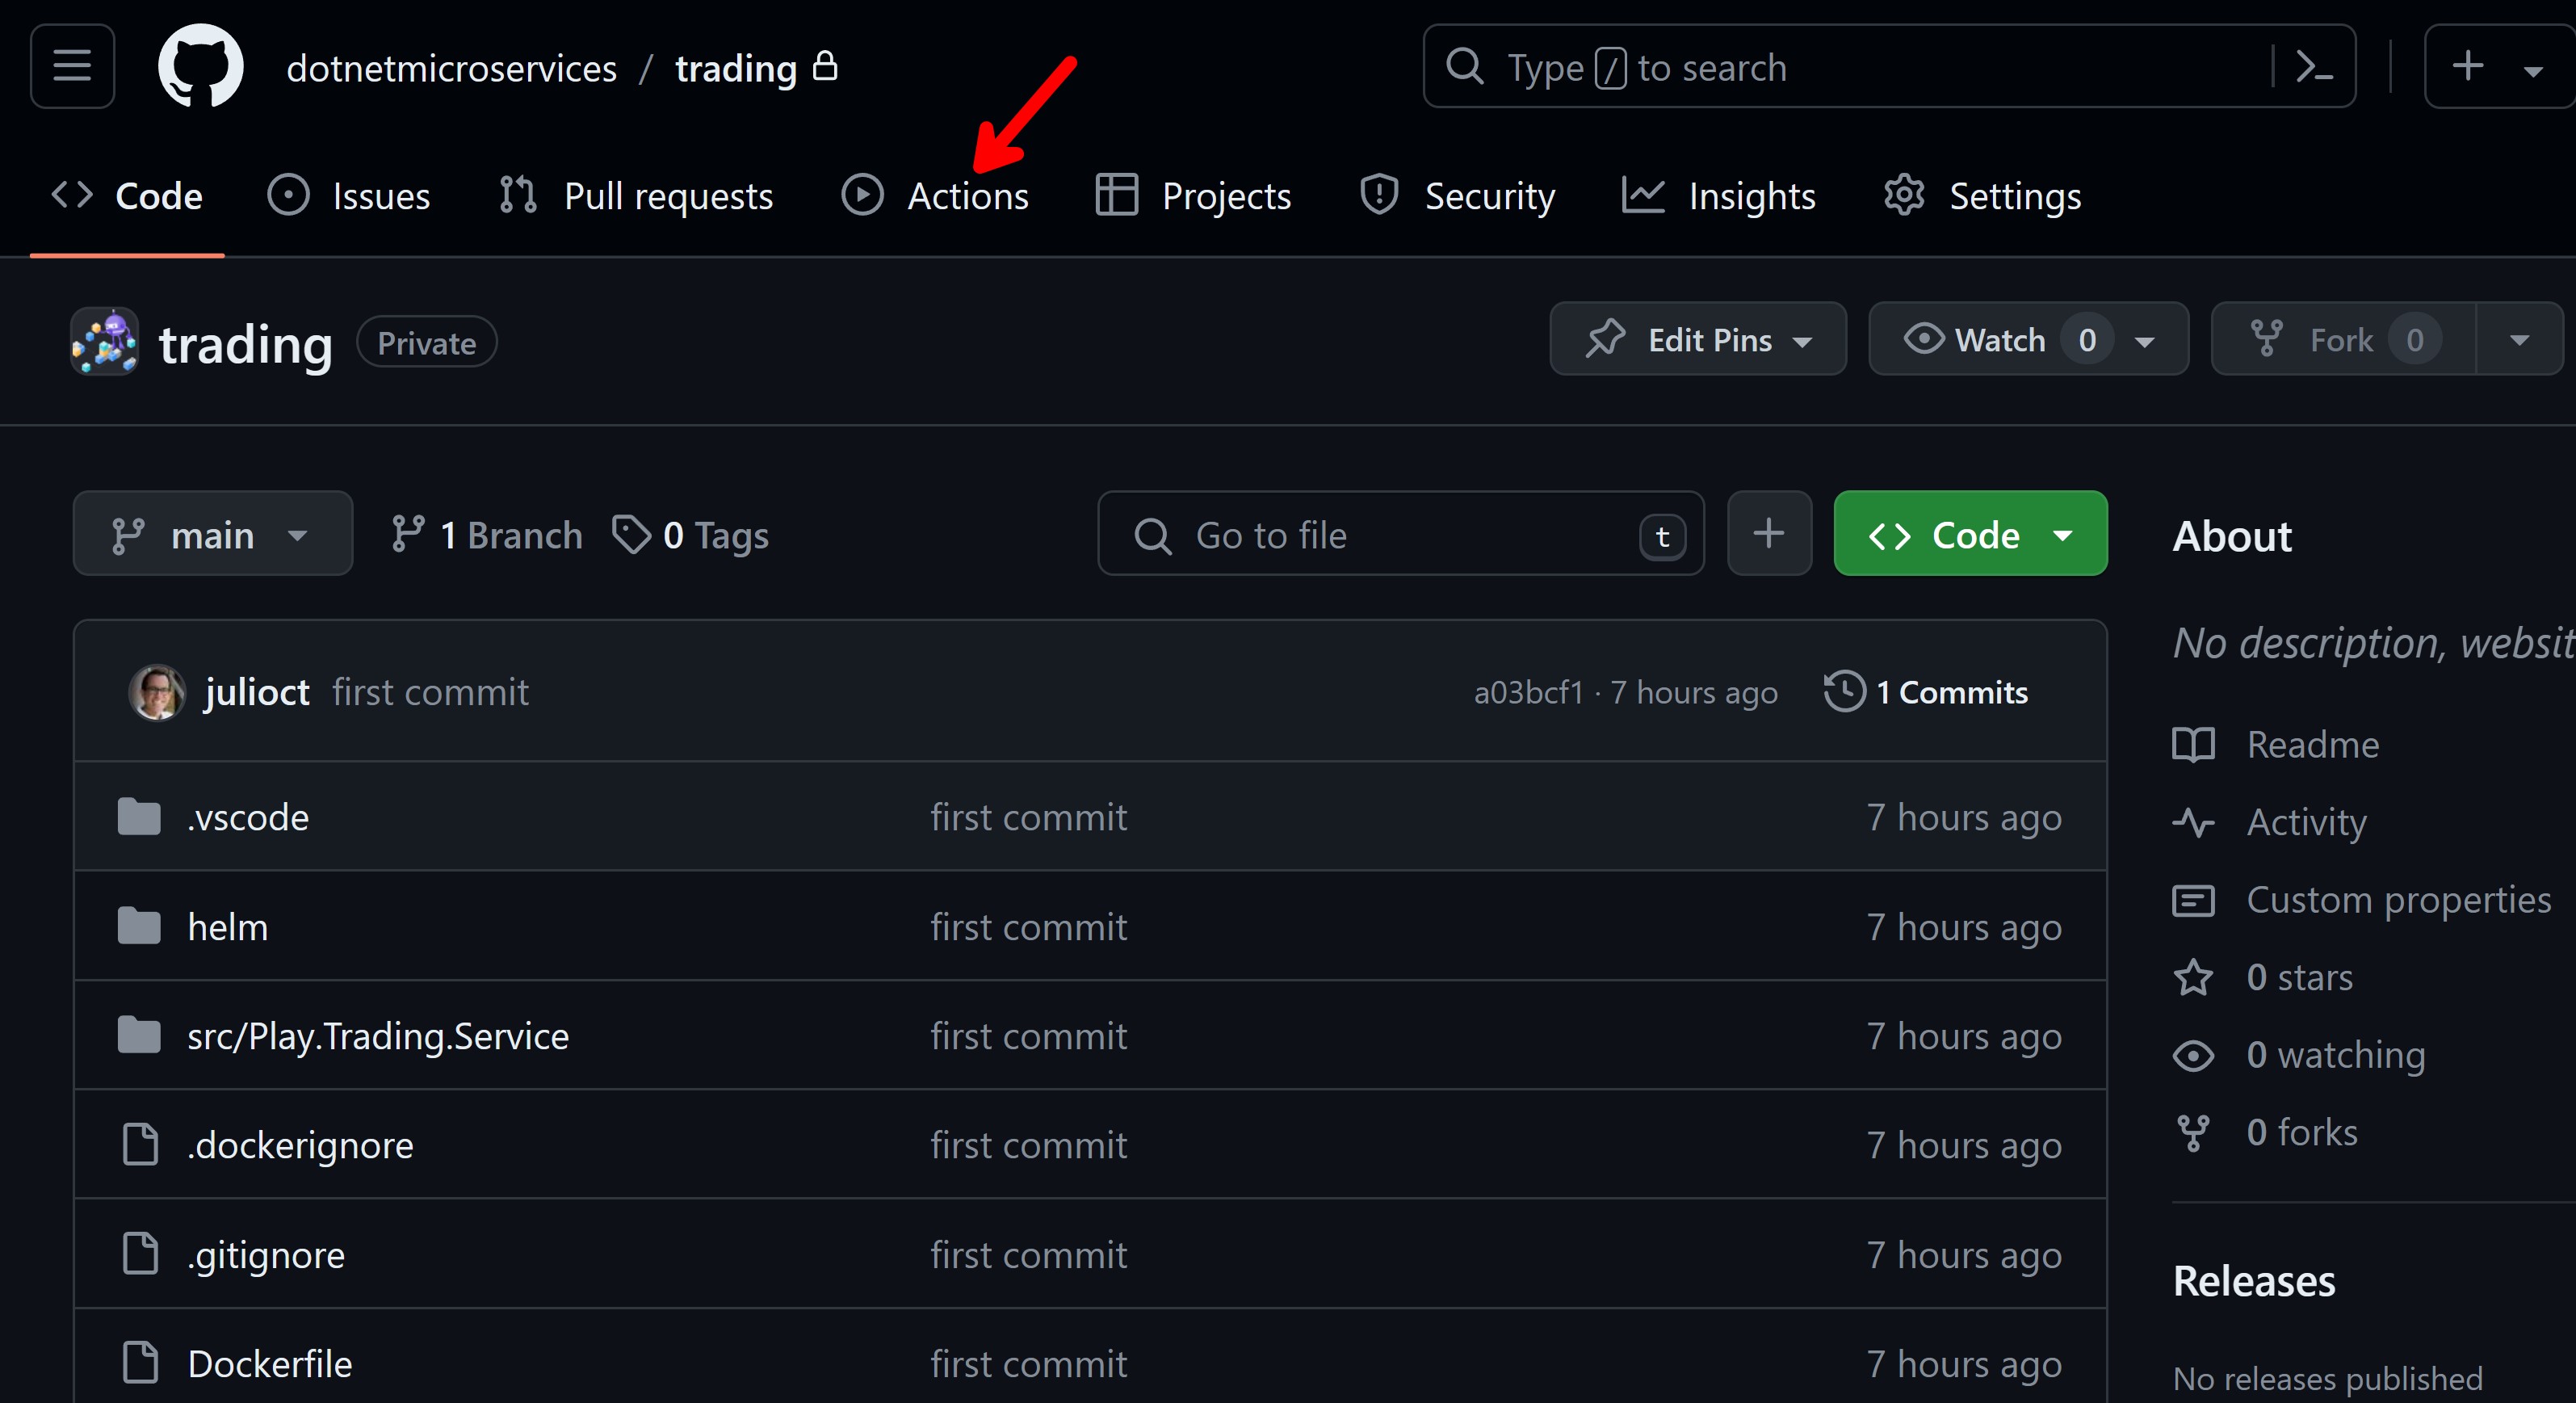 dotnetmicroservices / trading
Type / to search
Code Issues Pull requests Actions Projects Security Insights Settings
trading Private
Edit Pins Watch 0 Fork 0
main 1 Branch 0 Tags
Go to file t
Code
About
No description, websit
julioct first commit a03bcf1 · 7 hours ago 1 Commits
Readme
.vscode first commit 7 hours ago
Activity
Custom properties
helm first commit 7 hours ago
0 stars
src/Play.Trading.Service first commit 7 hours ago
0 watching
.dockerignore first commit 7 hours ago
0 forks
.gitignore first commit 7 hours ago
Releases
Dockerfile first commit 7 hours ago
No releases published